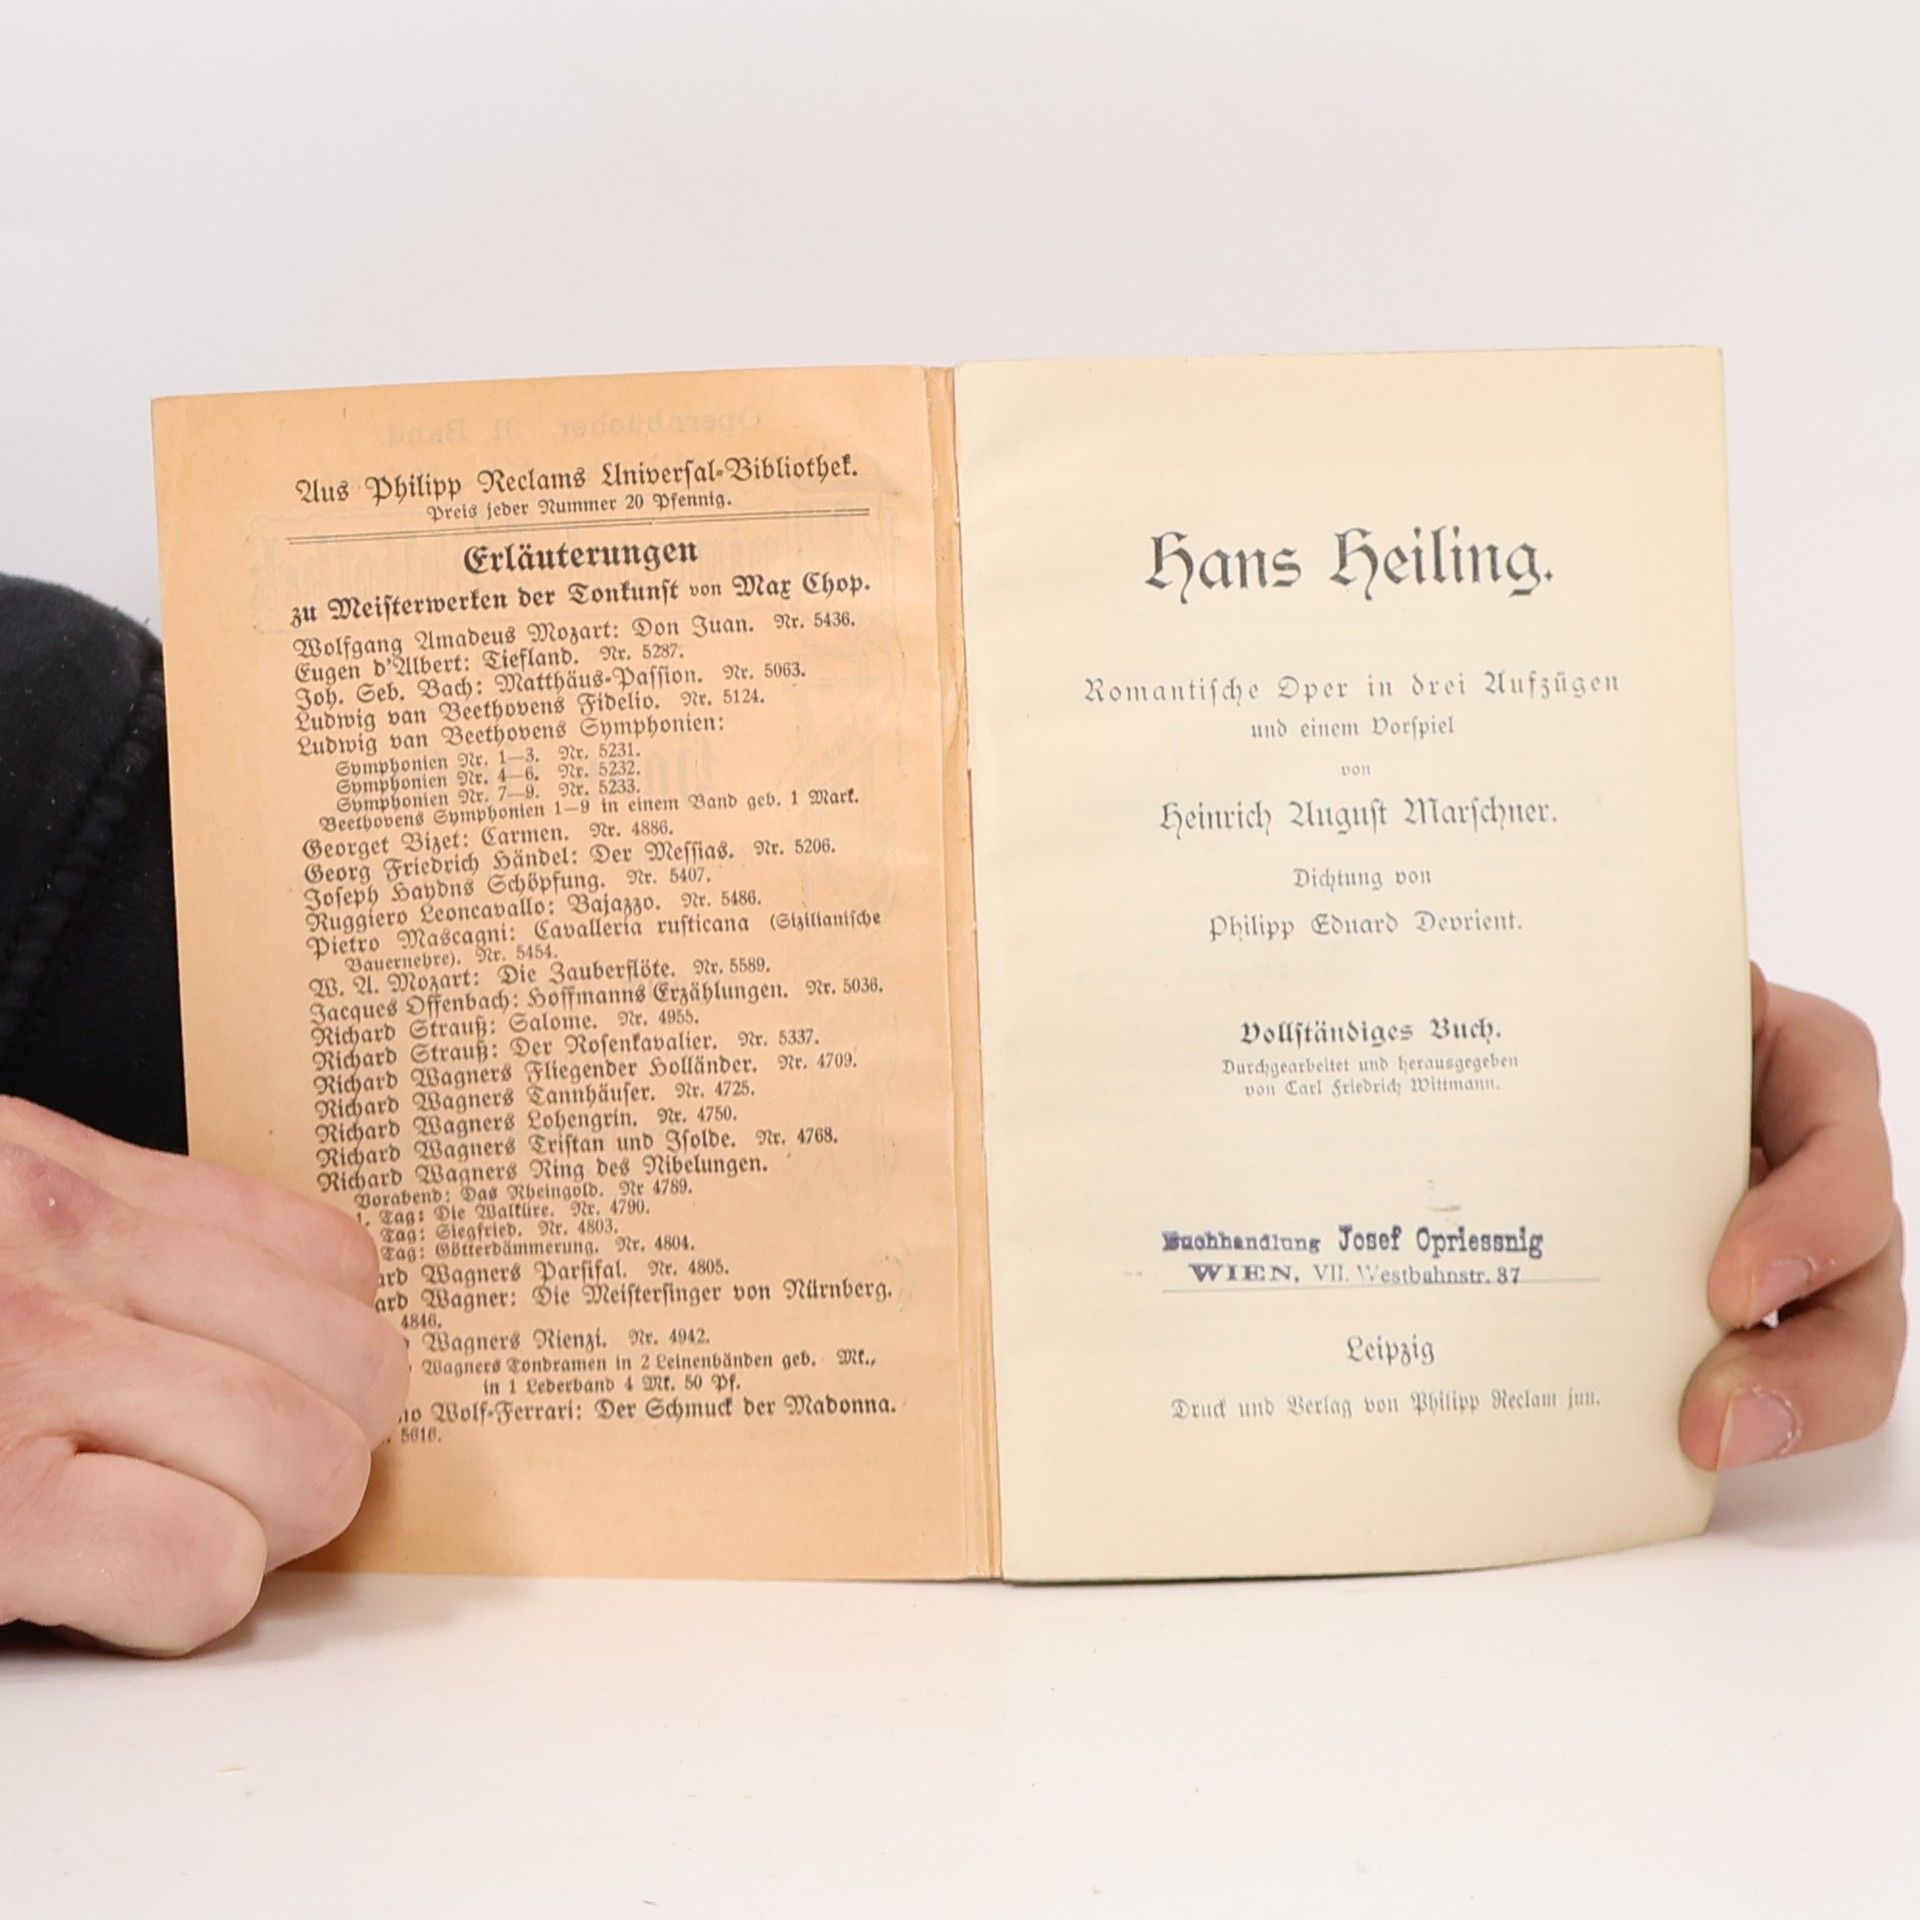 Aus Philipp Reclams Universal-Bibliothek.
Preis jeder Nummer 20 Pfennig.
Erläuterungen
zu Meisterwerken der Tonkunst von Max Chop.
Wolfgang Amadeus Mozart: Don Juan. Nr. 5436.
Eugen d'Albert: Tiefland. Nr. 5287.
Joh. Seb. Bach: Matthäus-Passion. Nr. 5063.
Ludwig van Beethovens Fidelio. Nr. 5124.
Ludwig van Beethovens Symphonien:
Symphonien Nr. 1—3. Nr. 5231.
Symphonien Nr. 4—6. Nr. 5232.
Symphonien Nr. 7—9. Nr. 5233.
Beethovens Symphonien 1—9 in einem Band geb. 1 Mark.
Georget Bizet: Carmen. Nr. 4886.
Georg Friedrich Händel: Der Messias. Nr. 5206.
Joseph Haydns Schöpfung. Nr. 5407.
Ruggiero Leoncavallo: Bajazzo. Nr. 5486.
Pietro Mascagni: Cavalleria rusticana (Sizilianische
Bauernehre). Nr. 5454.
W. A. Mozart: Die Zauberflöte. Nr. 5589.
Jacques Offenbach: Hoffmanns Erzählungen. Nr. 5036.
Richard Strauß: Salome. Nr. 4955.
Richard Strauß: Der Rosenkavalier. Nr. 5337.
Richard Wagners Fliegender Holländer. Nr. 4709.
Richard Wagners Tannhäuser. Nr. 4725.
Richard Wagners Lohengrin. Nr. 4750.
Richard Wagners Tristan und Isolde. Nr. 4768.
Richard Wagners Ring des Nibelungen.
Vorabend: Das Rheingold. Nr 4789.
1. Tag: Die Walküre. Nr. 4790.
Tag: Siegfried. Nr. 4803.
Tag: Götterdämmerung. Nr. 4804.
ard Wagners Parsifal. Nr. 4805.
ard Wagner: Die Meistersinger von Nürnberg.
4846.
Wagners Rienzi. Nr. 4942.
Wagners Tondramen in 2 Leinenbänden geb. Mk.,
in 1 Lederband 4 Mk. 50 Pf.
no Wolf-Ferrari: Der Schmuck der Madonna.
5616.
Hans Heiling.
Romantische Oper in drei Aufzügen
und einem Vorspiel
von
Heinrich August Marschner.
Dichtung von
Philipp Eduard Devrient.
Vollständiges Buch.
Durchgearbeitet und herausgegeben
von Carl Friedrich Wittmann.
Buchhandlung Josef Opriessnig
WIEN, VII. Westbahnstr. 37
Leipzig
Druck und Verlag von Philipp Reclam jun.